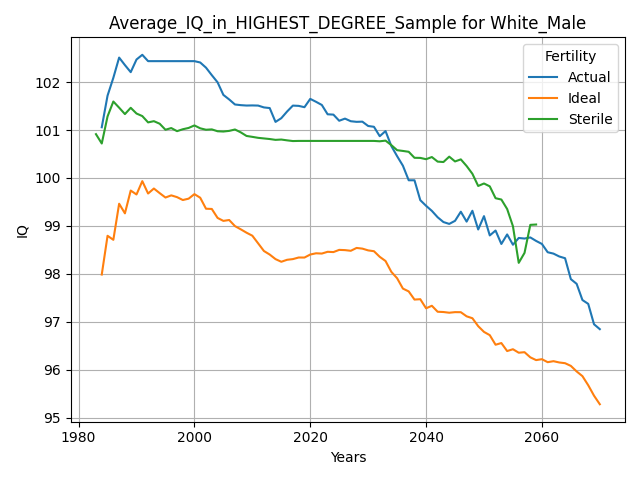 Average_IQ_in_HIGHEST_DEGREE_Sample for White_Male
Fertility
Actual
Ideal
Sterile
IQ
102
101
100
99
98
97
96
95
1980
2000
2020
2040
2060
Years